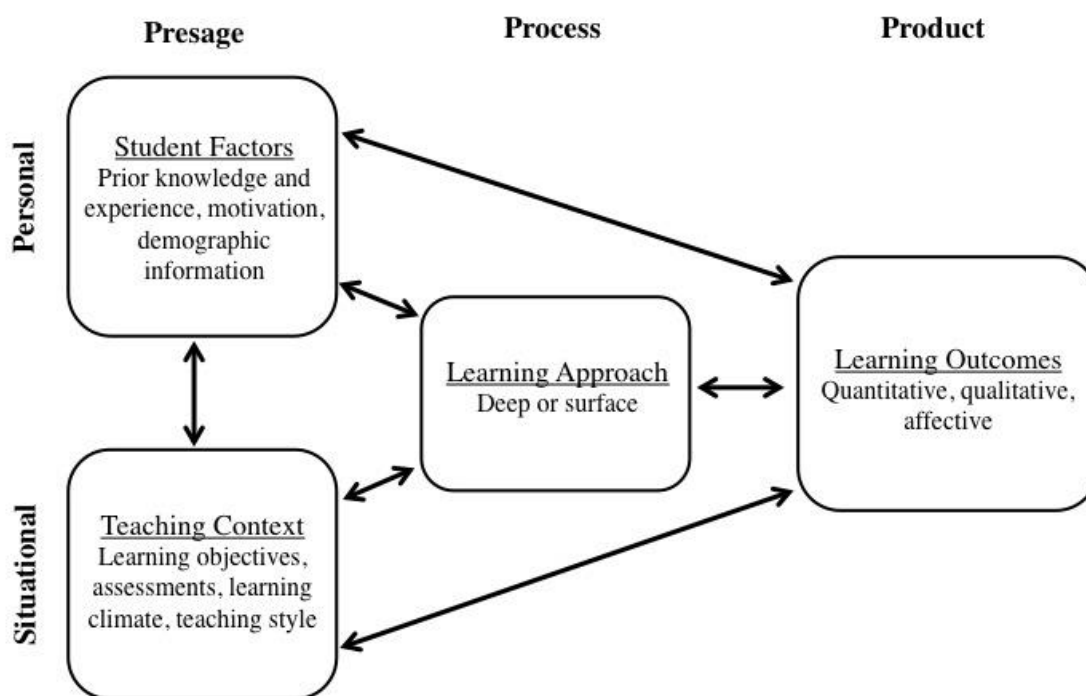 Presage
Process
Product
Personal
Student Factors
Prior knowledge and
experience, motivation,
demographic
information
Learning Approach
Deep or surface
Learning Outcomes
Quantitative, qualitative,
affective
Situational
Teaching Context
Learning objectives,
assessments, learning
climate, teaching style